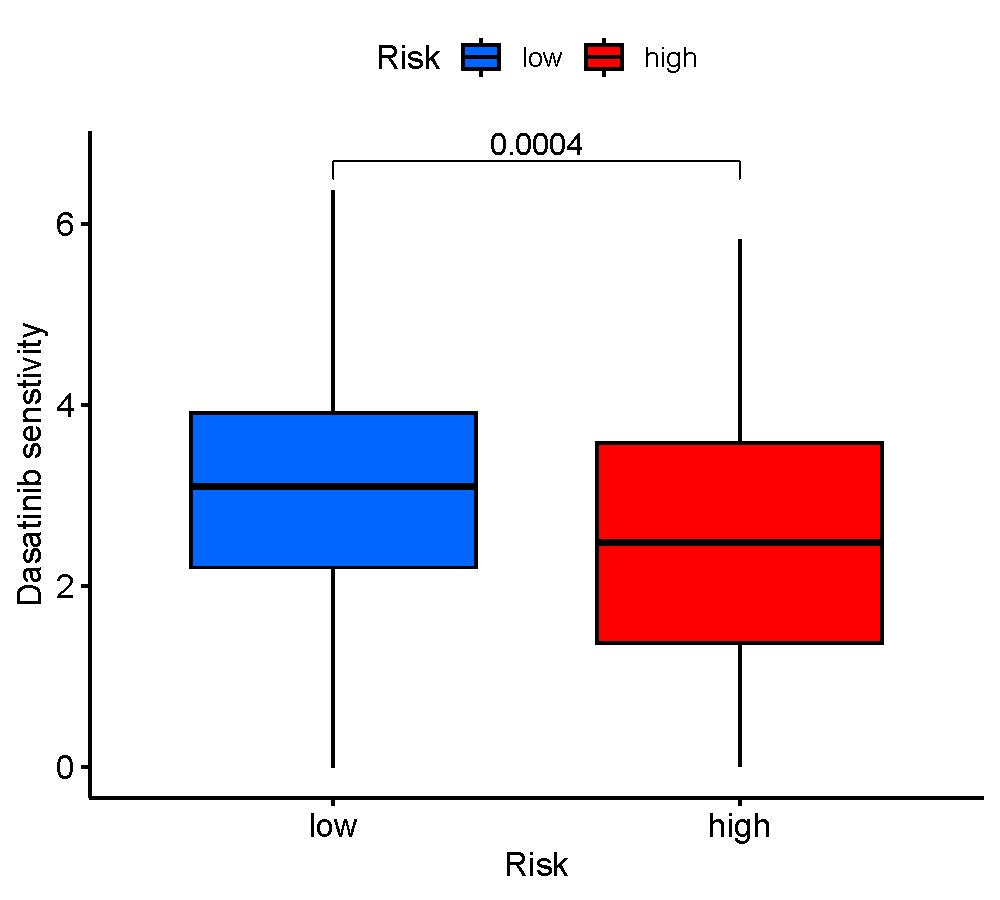 Risk low high
0.0004
6
4
2
0
Dasatinib senstivity
low high
Risk